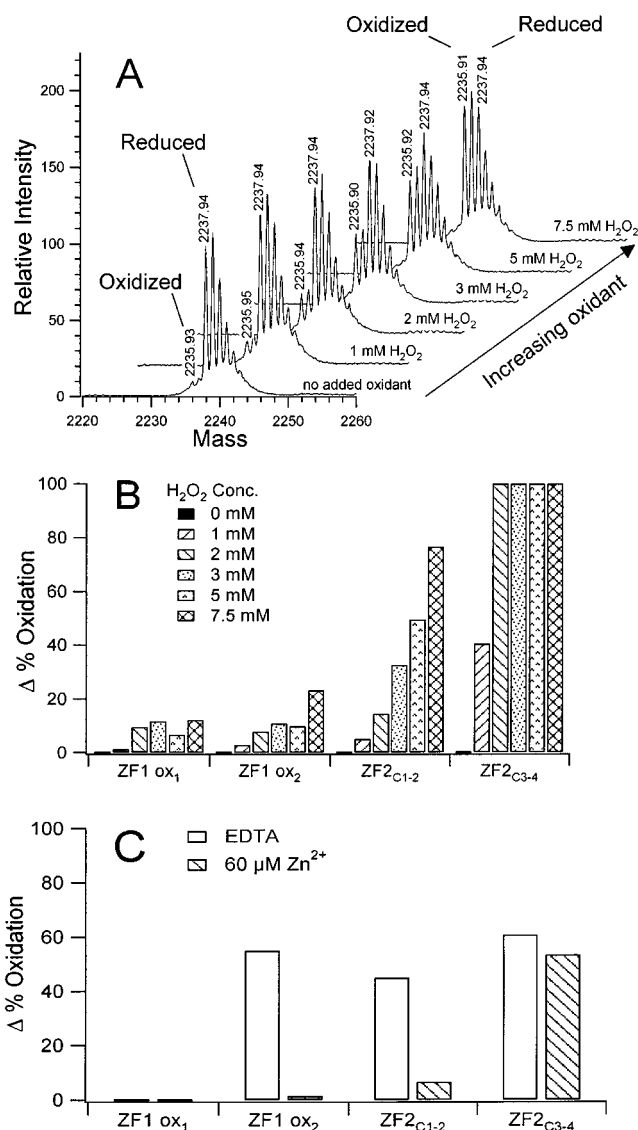 A
Oxidized
Reduced
Relative Intensity
200
150
100
50
0
Reduced
Oxidized
2235.93
2237.94
2235.95
2237.94
2235.94
2237.94
2235.90
2237.92
2235.92
2237.94
2235.91
2237.94
7.5 mM H₂O₂
5 mM H₂O₂
3 mM H₂O₂
2 mM H₂O₂
1 mM H₂O₂
no added oxidant
Increasing oxidant
2220 2230 2240 2250 2260
Mass
B
H₂O₂ Conc.
0 mM
1 mM
2 mM
3 mM
5 mM
7.5 mM
Δ % Oxidation
100
80
60
40
20
0
ZF1 ox₁ ZF1 ox₂ ZF2C1-2 ZF2C3-4
C
EDTA
60 µM Zn²⁺
Δ % Oxidation
100
80
60
40
20
0
ZF1 ox₁ ZF1 ox₂ ZF2C1-2 ZF2C3-4